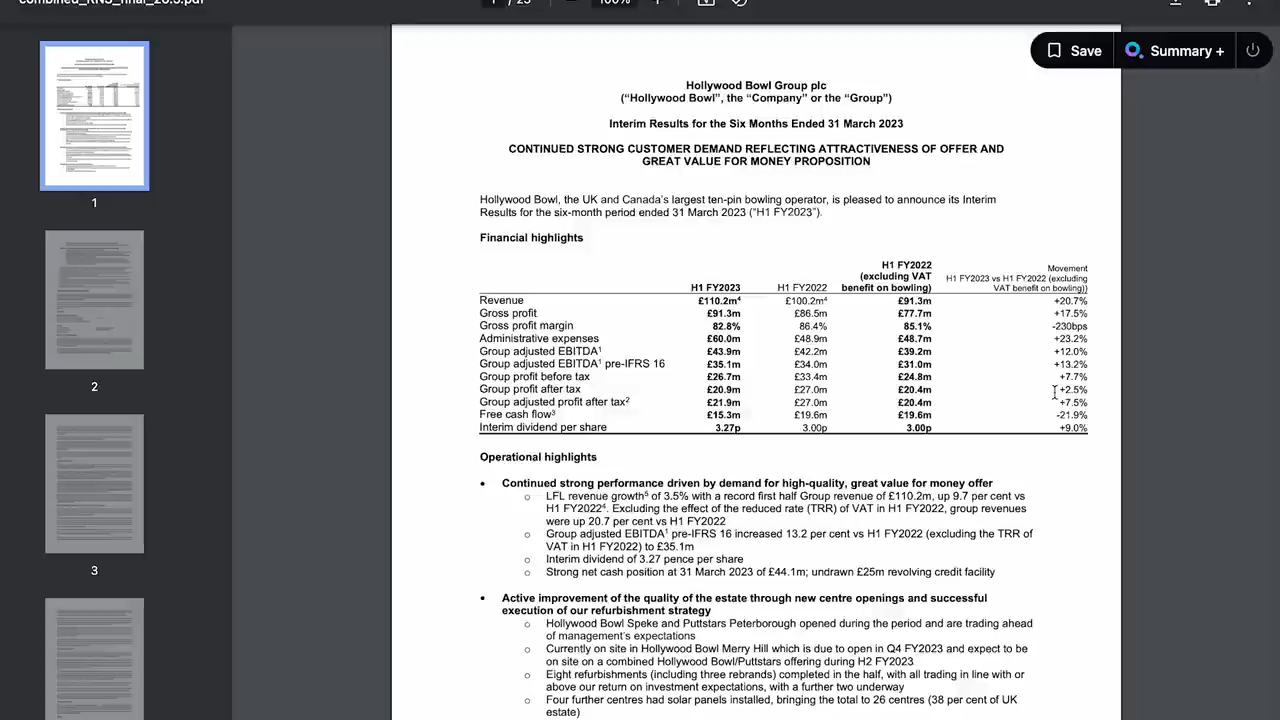 combined_RNS_final_26.5.pdf
1 / 23
100%
Save
Summary +
1
2
3
Hollywood Bowl Group plc
(“Hollywood Bowl”, the “Company” or the “Group”)
Interim Results for the Six Months Ended 31 March 2023
CONTINUED STRONG CUSTOMER DEMAND REFLECTING ATTRACTIVENESS OF OFFER AND
GREAT VALUE FOR MONEY PROPOSITION
Hollywood Bowl, the UK and Canada’s largest ten-pin bowling operator, is pleased to announce its Interim
Results for the six-month period ended 31 March 2023 (“H1 FY2023”).
Financial highlights
H1 FY2023 H1 FY2022 H1 FY2022 (excluding VAT benefit on bowling) Movement H1 FY2023 vs H1 FY2022 (excluding VAT benefit on bowling))
Revenue £110.2m⁴ £100.2m⁴ £91.3m +20.7%
Gross profit £91.3m £86.5m £77.7m +17.5%
Gross profit margin 82.8% 86.4% 85.1% -230bps
Administrative expenses £60.0m £48.9m £48.7m +23.2%
Group adjusted EBITDA¹ £43.9m £42.2m £39.2m +12.0%
Group adjusted EBITDA¹ pre-IFRS 16 £35.1m £34.0m £31.0m +13.2%
Group profit before tax £26.7m £33.4m £24.8m +7.7%
Group profit after tax £20.9m £27.0m £20.4m +2.5%
Group adjusted profit after tax² £21.9m £27.0m £20.4m +7.5%
Free cash flow³ £15.3m £19.6m £19.6m -21.9%
Interim dividend per share 3.27p 3.00p 3.00p +9.0%
Operational highlights
• Continued strong performance driven by demand for high-quality, great value for money offer
o LFL revenue growth⁵ of 3.5% with a record first half Group revenue of £110.2m, up 9.7 per cent vs
H1 FY2022⁴. Excluding the effect of the reduced rate (TRR) of VAT in H1 FY2022, group revenues
were up 20.7 per cent vs H1 FY2022
o Group adjusted EBITDA¹ pre-IFRS 16 increased 13.2 per cent vs H1 FY2022 (excluding the TRR of
VAT in H1 FY2022) to £35.1m
o Interim dividend of 3.27 pence per share
o Strong net cash position at 31 March 2023 of £44.1m; undrawn £25m revolving credit facility
• Active improvement of the quality of the estate through new centre openings and successful
execution of our refurbishment strategy
o Hollywood Bowl Speke and Puttstars Peterborough opened during the period and are trading ahead
of management’s expectations
o Currently on site in Hollywood Bowl Merry Hill which is due to open in Q4 FY2023 and expect to be
on site on a combined Hollywood Bowl/Puttstars offering during H2 FY2023
o Eight refurbishments (including three rebrands) completed in the half, with all trading in line with or
above our return on investment expectations, with a further two underway
o Four further centres had solar panels installed, bringing the total to 26 centres (38 per cent of UK
estate)